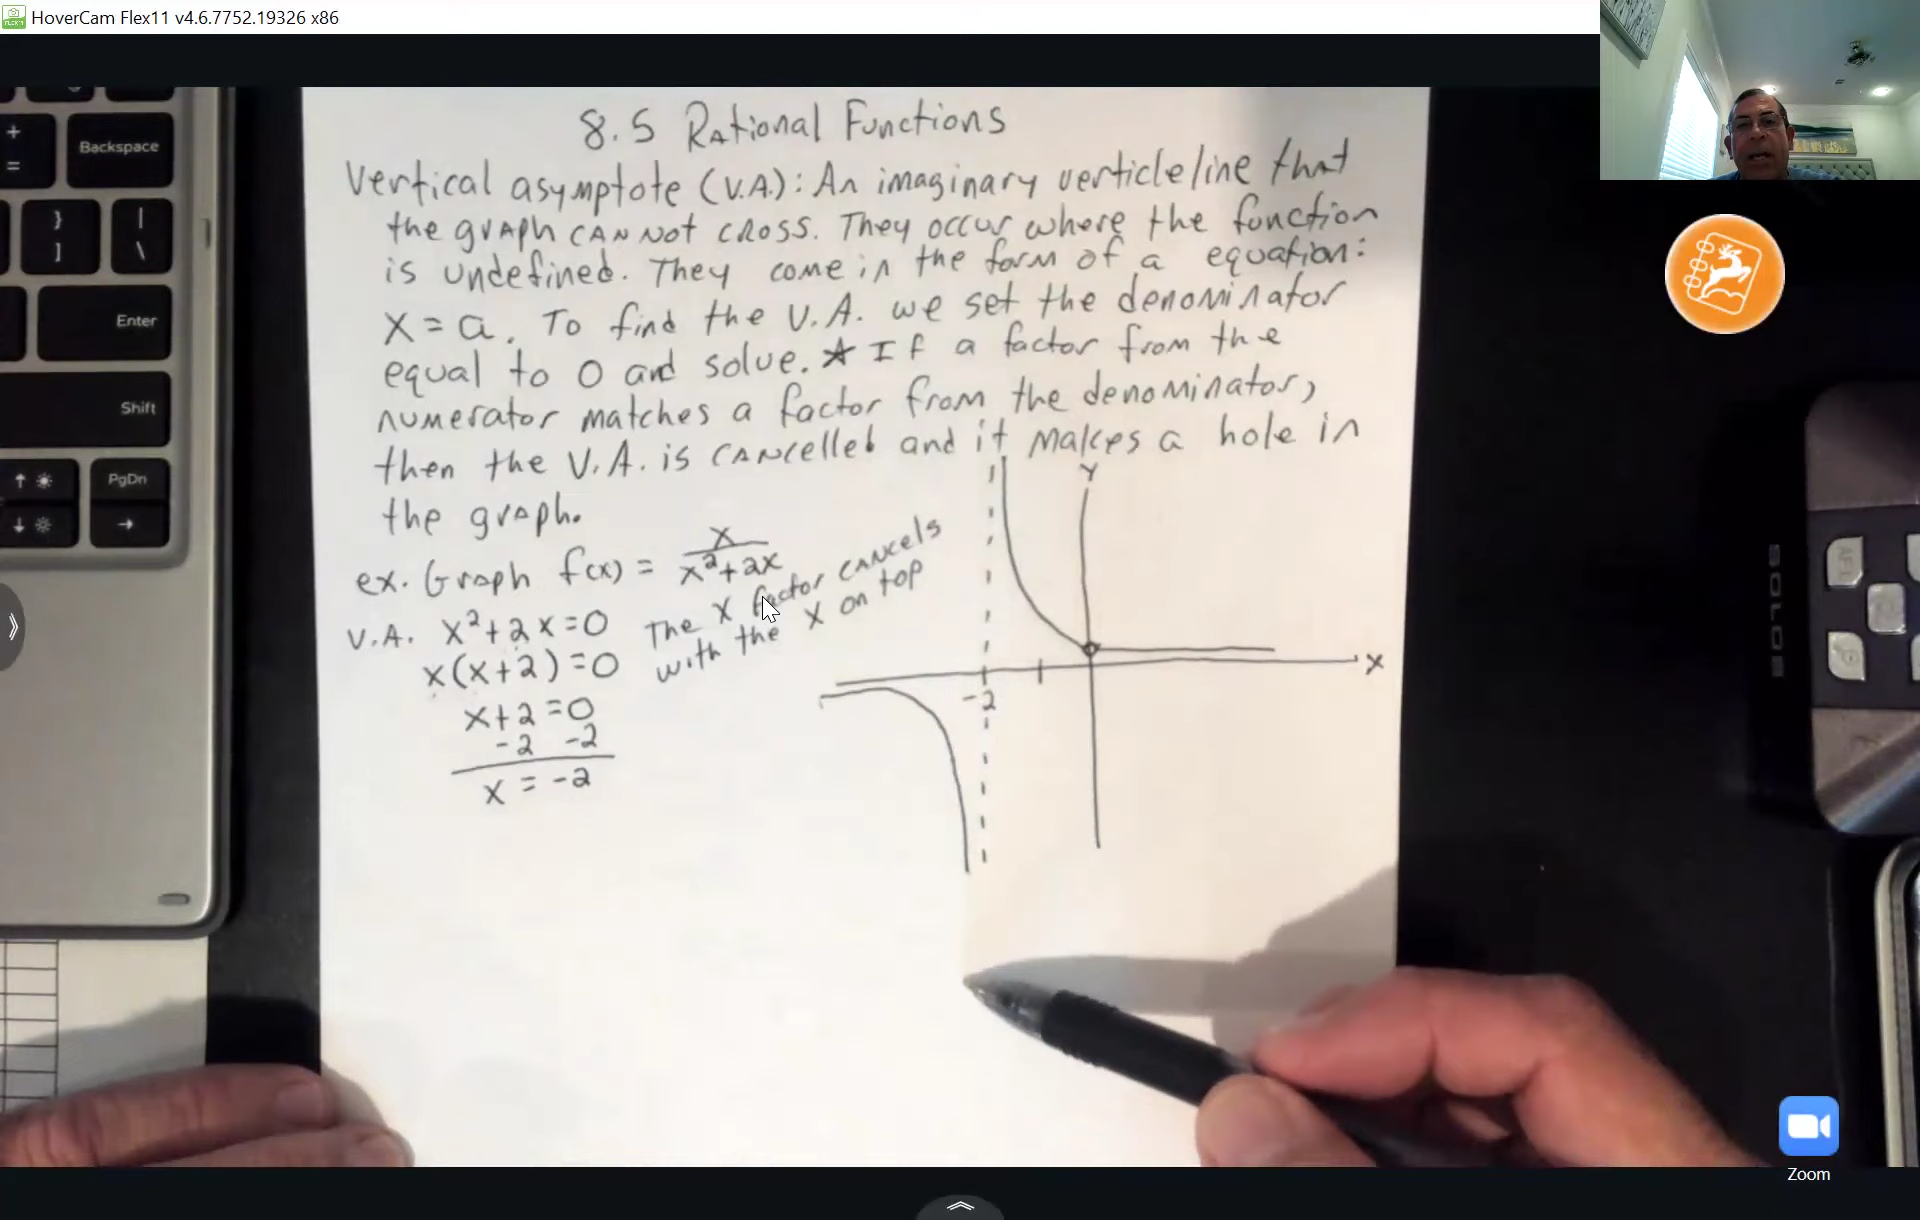 HoverCam Flex11 v4.6.7752.19326 x86
8.5 Rational Functions
Vertical asymptote (V.A.): An imaginary verticle line that
the graph CANNOT CROSS. They occur where the function
is undefined. They come in the form of a equation:
X = a. To find the V.A. we set the denominator
equal to 0 and solve. ★ If a factor from the
numerator matches a factor from the denominator,
then the V.A. is cancelled and it makes a hole in
the graph.
ex. Graph f(x) = x/(x²+2x)
The x factor cancels
with the x on top
V.A. x²+2x=0
x(x+2)=0
x+2=0
-2 -2
x = -2
Y
X
-2
+
=
Backspace
}
]
|
\
Enter
Shift
PgDn
↑
↓
→
SOLOS
Zoom